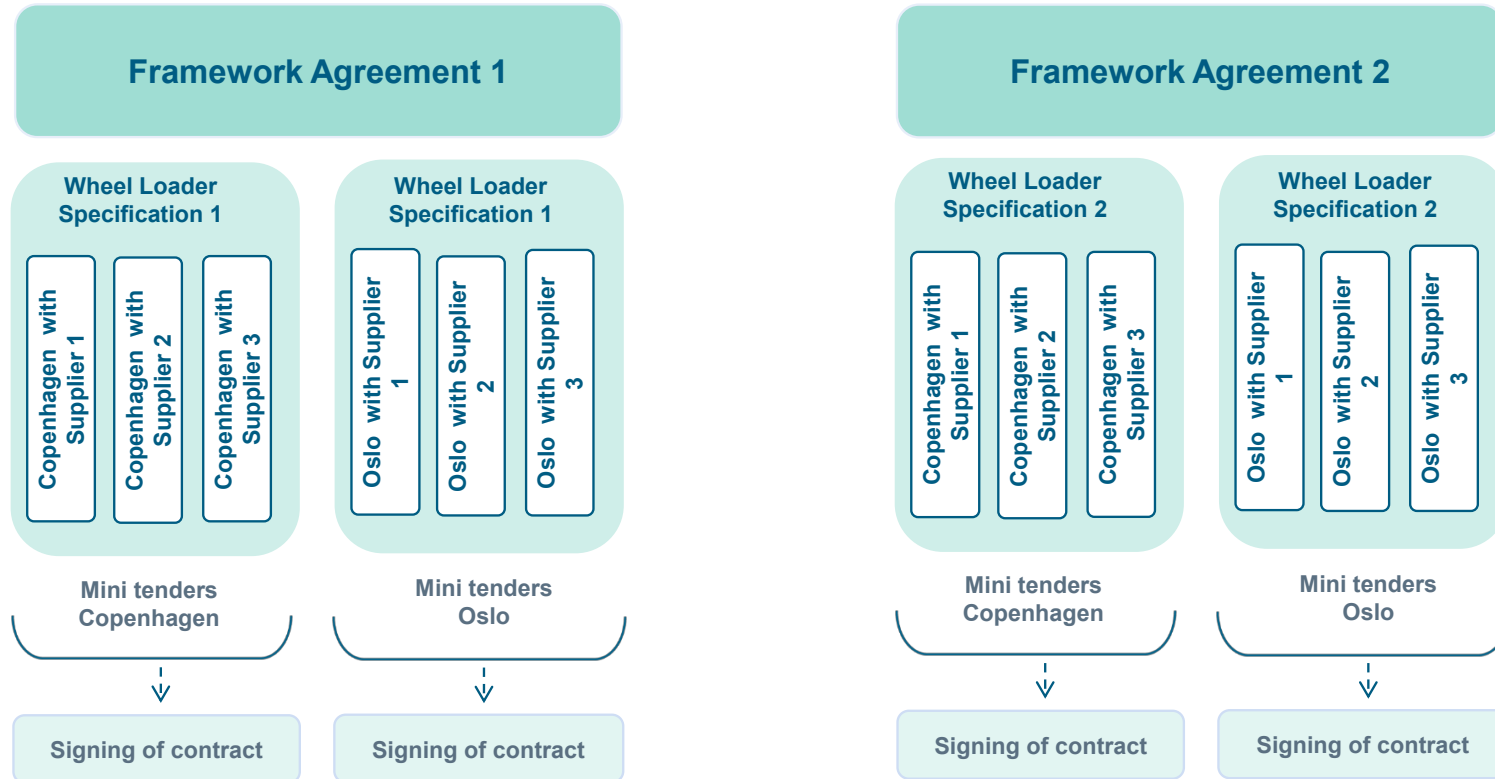 Framework Agreement 1
Wheel Loader
Specification 1
Copenhagen with
Supplier 1
Copenhagen with
Supplier 2
Copenhagen with
Supplier 3
Mini tenders
Copenhagen
Signing of contract
Wheel Loader
Specification 1
Oslo with Supplier
1
Oslo with Supplier
2
Oslo with Supplier
3
Mini tenders
Oslo
Signing of contract
Framework Agreement 2
Wheel Loader
Specification 2
Copenhagen with
Supplier 1
Copenhagen with
Supplier 2
Copenhagen with
Supplier 3
Mini tenders
Copenhagen
Signing of contract
Wheel Loader
Specification 2
Oslo with Supplier
1
Oslo with Supplier
2
Oslo with Supplier
3
Mini tenders
Oslo
Signing of contract